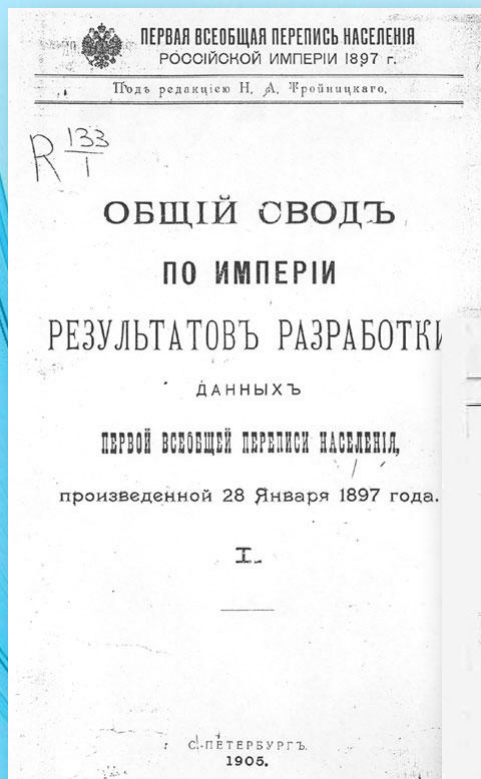 ПЕРВАЯ ВСЕОБЩАЯ ПЕРЕПИСЬ НАСЕЛЕНІЯ
РОССІЙСКОЙ ИМПЕРІИ 1897 г.
Подъ редакціею Н. А. Тройницкаго.
R 133
I
ОБЩІЙ СВОДЪ
ПО ИМПЕРІИ
РЕЗУЛЬТАТОВЪ РАЗРАБОТКИ
ДАННЫХЪ
ПЕРВОЙ ВСЕОБЩЕЙ ПЕРЕПИСИ НАСЕЛЕНІЯ,
произведенной 28 Января 1897 года.
I.
С.-ПЕТЕРБУРГЪ.
1905.